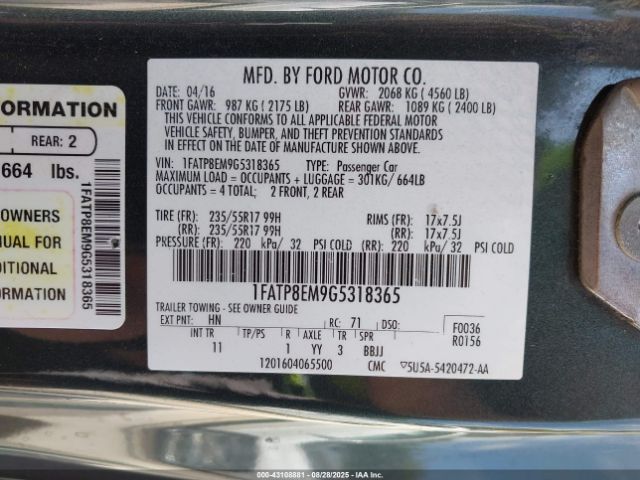 FORMATION
REAR: 2
664 lbs.
OWNERS
NUAL FOR
DITIONAL
FORMATION
1FATP8EM9G5318365
MFD. BY FORD MOTOR CO.
DATE: 04/16 GVWR: 2068 KG ( 4560 LB)
FRONT GAWR: 987 KG ( 2175 LB) REAR GAWR: 1089 KG ( 2400 LB)
THIS VEHICLE CONFORMS TO ALL APPLICABLE FEDERAL MOTOR
VEHICLE SAFETY, BUMPER, AND THEFT PREVENTION STANDARDS IN
EFFECT ON THE DATE OF MANUFACTURE SHOWN ABOVE.
VIN: 1FATP8EM9G5318365 TYPE: Passenger Car
MAXIMUM LOAD = OCCUPANTS + LUGGAGE = 301KG/ 664LB
OCCUPANTS = 4 TOTAL; 2 FRONT, 2 REAR
TIRE (FR): 235/55R17 99H RIMS (FR): 17x7.5J
(RR): 235/55R17 99H (RR): 17x7.5J
PRESSURE (FR): 220 kPa/ 32 PSI COLD (RR): 220 kPa/ 32 PSI COLD
1FATP8EM9G5318365
TRAILER TOWING - SEE OWNER GUIDE
EXT PNT: HN RC: 71 DSO: F0036
INT TR TP/PS R AXLE TR SPR R0156
11 1 YY 3 BBJJ
1201604065500 CMC 5U5A-5420472-AA
000-43108881 | 08/28/2025 - IAA Corp.